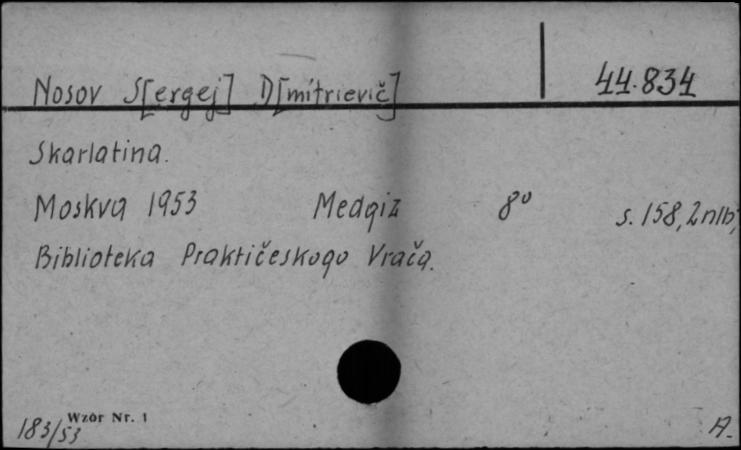 Nosov S[ergej] D[mitrievič] 44.834
Skarlatina.
Moskva 1953 Medgiz 8° s. 158, 2 nlb,
Biblioteka Praktičeskogo Vrača.
Wzór Nr. 1
183/53 A.